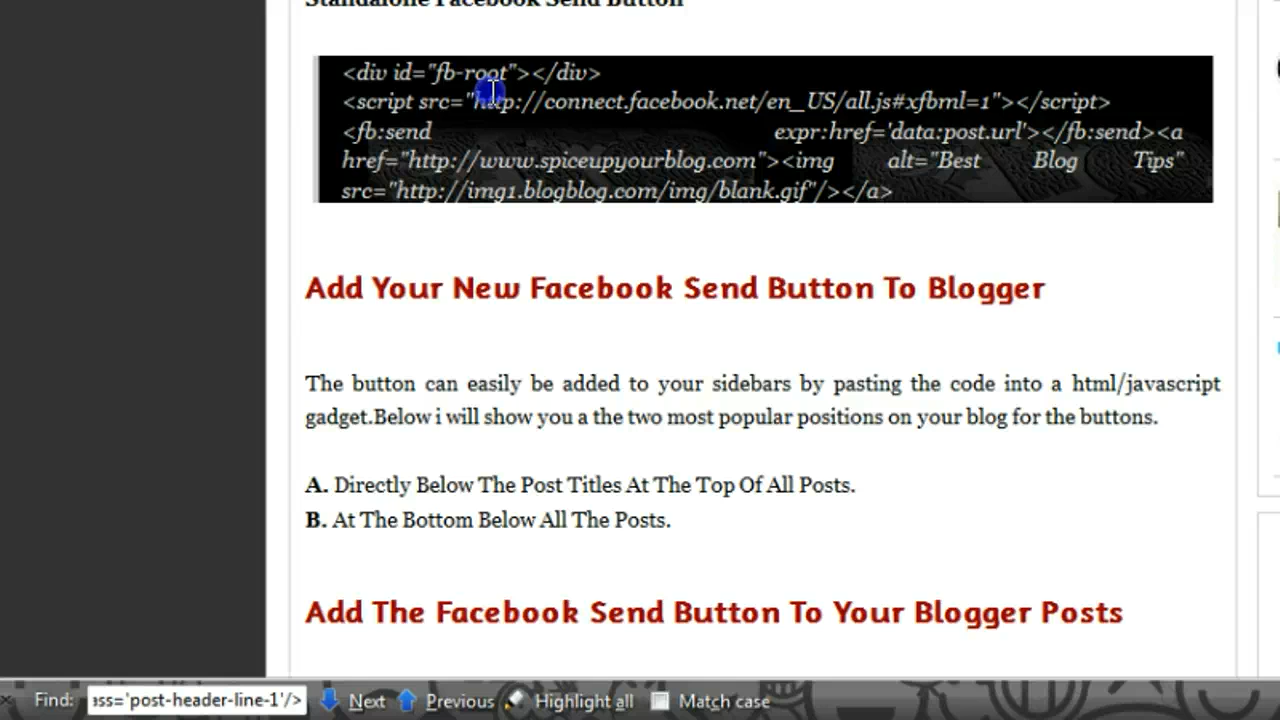 Standalone Facebook Send Button
<div id="fb-root"></div>
<script src="http://connect.facebook.net/en_US/all.js#xfbml=1"></script>
<fb:send expr:href='data:post.url'></fb:send><a
href="http://www.spiceupyourblog.com"><img alt="Best Blog Tips"
src="http://img1.blogblog.com/img/blank.gif"/></a>
Add Your New Facebook Send Button To Blogger
The button can easily be added to your sidebars by pasting the code into a html/javascript
gadget.Below i will show you a the two most popular positions on your blog for the buttons.
A. Directly Below The Post Titles At The Top Of All Posts.
B. At The Bottom Below All The Posts.
Add The Facebook Send Button To Your Blogger Posts
Find: ass='post-header-line-1'/> Next Previous Highlight all Match case